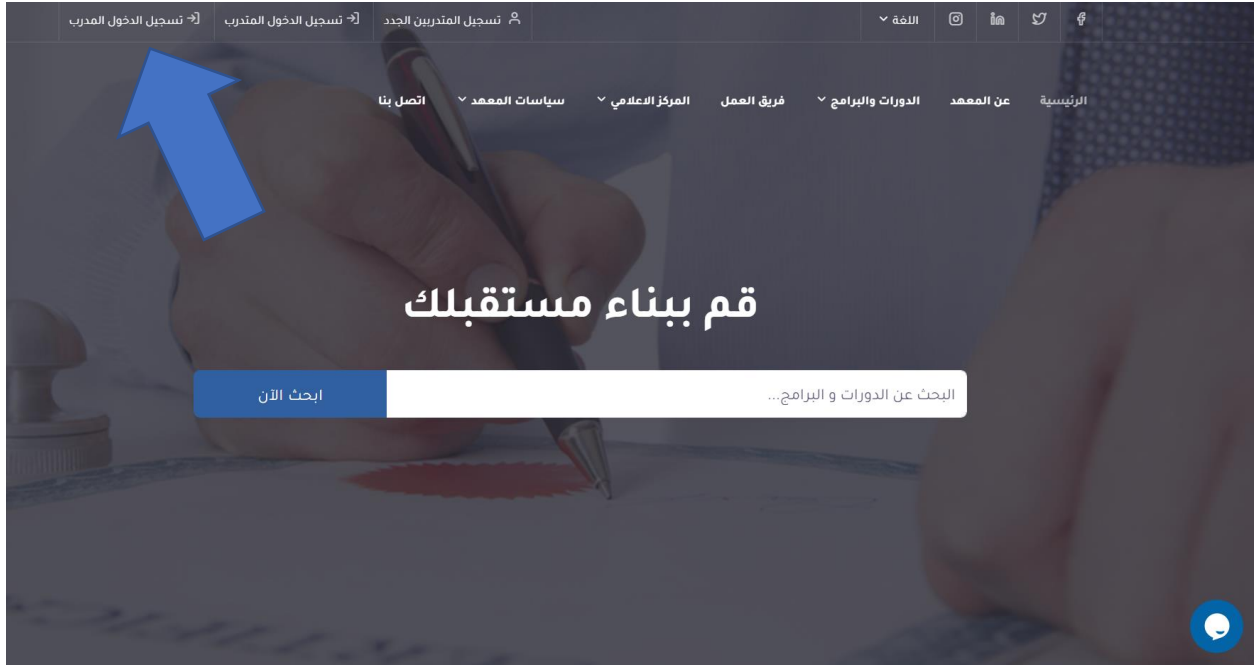 اللغة
تسجيل المتدربين الجدد
تسجيل الدخول المتدرب
تسجيل الدخول المدرب
الرئيسية
عن المعهد
الدورات والبرامج
فريق العمل
المركز الاعلامي
سياسات المعهد
اتصل بنا
قم ببناء مستقبلك
البحث عن الدورات و البرامج...
ابحث الآن